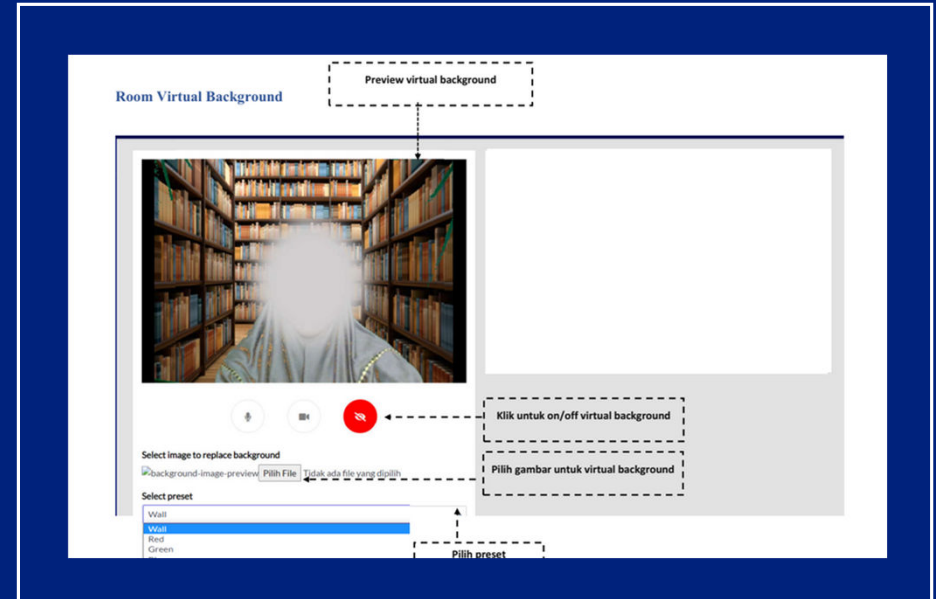 Preview virtual background
Room Virtual Background
Klik untuk on/off virtual background
Select image to replace background
background-image-preview Pilih File Tidak ada file yang dipilih
Pilih gambar untuk virtual background
Select preset
Wall
Wall
Red
Green
Pilih preset